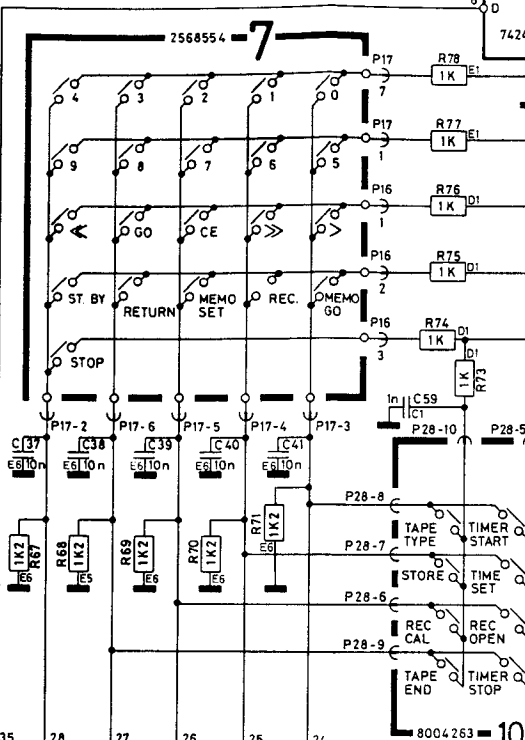 D
2568554 7
7424
P17
R78
4 3 2 1 0
7
1K
E1
P17
R77
9 8 7 6 5
1
1K
E1
P16
R76
≪ GO CE ≫ >
1
1K
D1
P16
R75
ST. BY RETURN MEMO SET REC. MEMO GO
2
1K
D1
P16
R74
STOP
3
1K
D1
D1
1K
R73
1n C59
C1
P17-2 P17-6 P17-5 P17-4 P17-3
P28-10 P28-5
C37 C38 C39 C40 C41
E6 10n E6 10n E6 10n E6 10n E6 10n
P28-8
R67 R68 R69 R70 R71
1K2 1K2 1K2 1K2 1K2
E6 E5 E6 E6 E6
TAPE TYPE TIMER START
P28-7
STORE TIME SET
P28-6
REC CAL REC OPEN
P28-9
TAPE END TIMER STOP
8004263 10
35 28 27 26 25 24